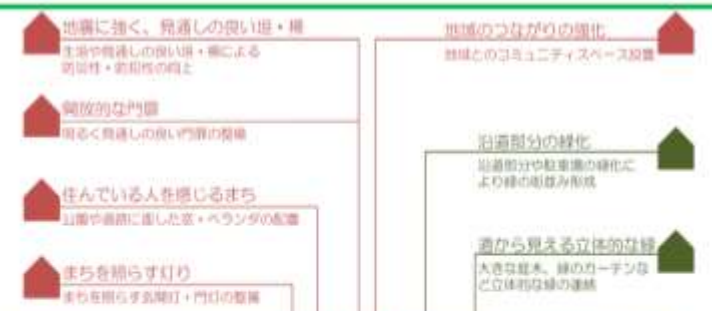 地震に強く、見通しの良い垣・柵
生垣や見通しの良い垣・柵による
防災性・防犯性の向上
開放的な門扉
明るく見通しの良い門扉の整備
住んでいる人を感じるまち
公園や道路に面した窓・ベランダの配置
まちを照らす灯り
まちを照らす玄関灯・門灯の整備
地域のつながりの強化
地域とのコミュニティスペース設置
沿道部分の緑化
沿道部分や駐車場の緑化に
より緑の街並み形成
道から見える立体的な緑
大きな庭木、緑のカーテンな
ど立体的な緑の連続